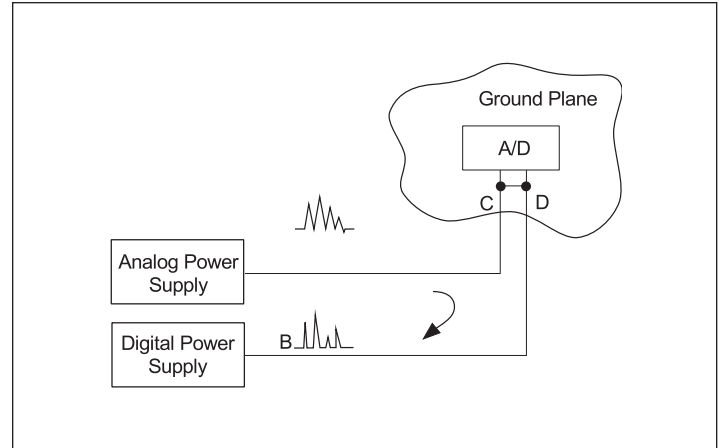 Ground Plane
A/D
C
D
Analog Power
Supply
B
Digital Power
Supply